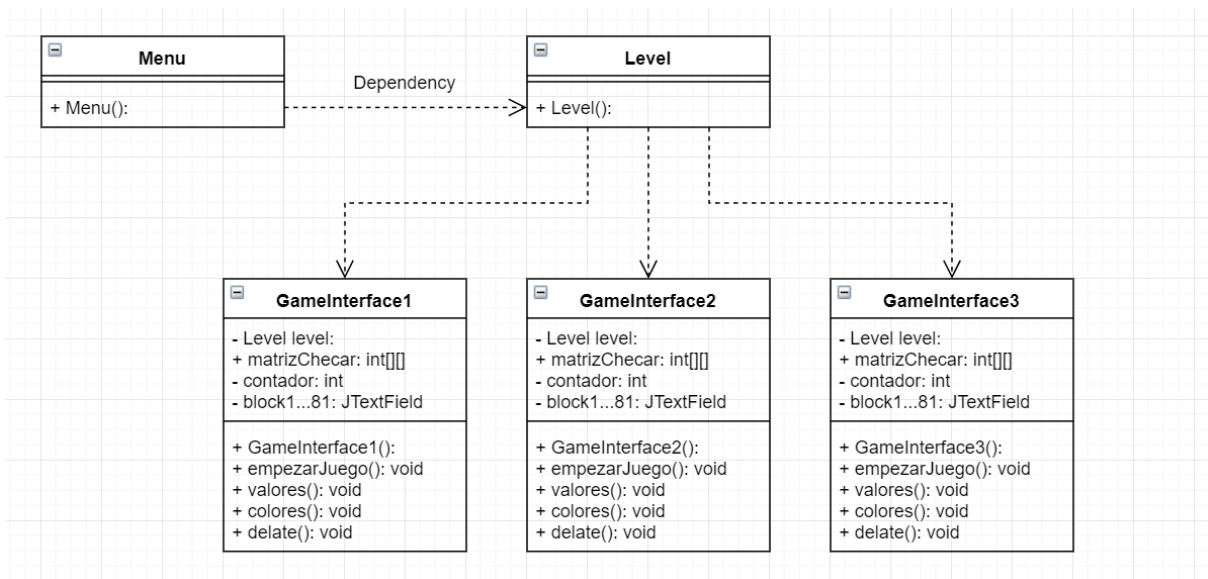 Menu
+ Menu():
Dependency
Level
+ Level():
GameInterface1
- Level level:
+ matrizChecar: int[][]
- contador: int
- block1...81: JTextField
+ GameInterface1():
+ empezarJuego(): void
+ valores(): void
+ colores(): void
+ delate(): void
GameInterface2
- Level level:
+ matrizChecar: int[][]
- contador: int
- block1...81: JTextField
+ GameInterface2():
+ empezarJuego(): void
+ valores(): void
+ colores(): void
+ delate(): void
GameInterface3
- Level level:
+ matrizChecar: int[][]
- contador: int
- block1...81: JTextField
+ GameInterface3():
+ empezarJuego(): void
+ valores(): void
+ colores(): void
+ delate(): void